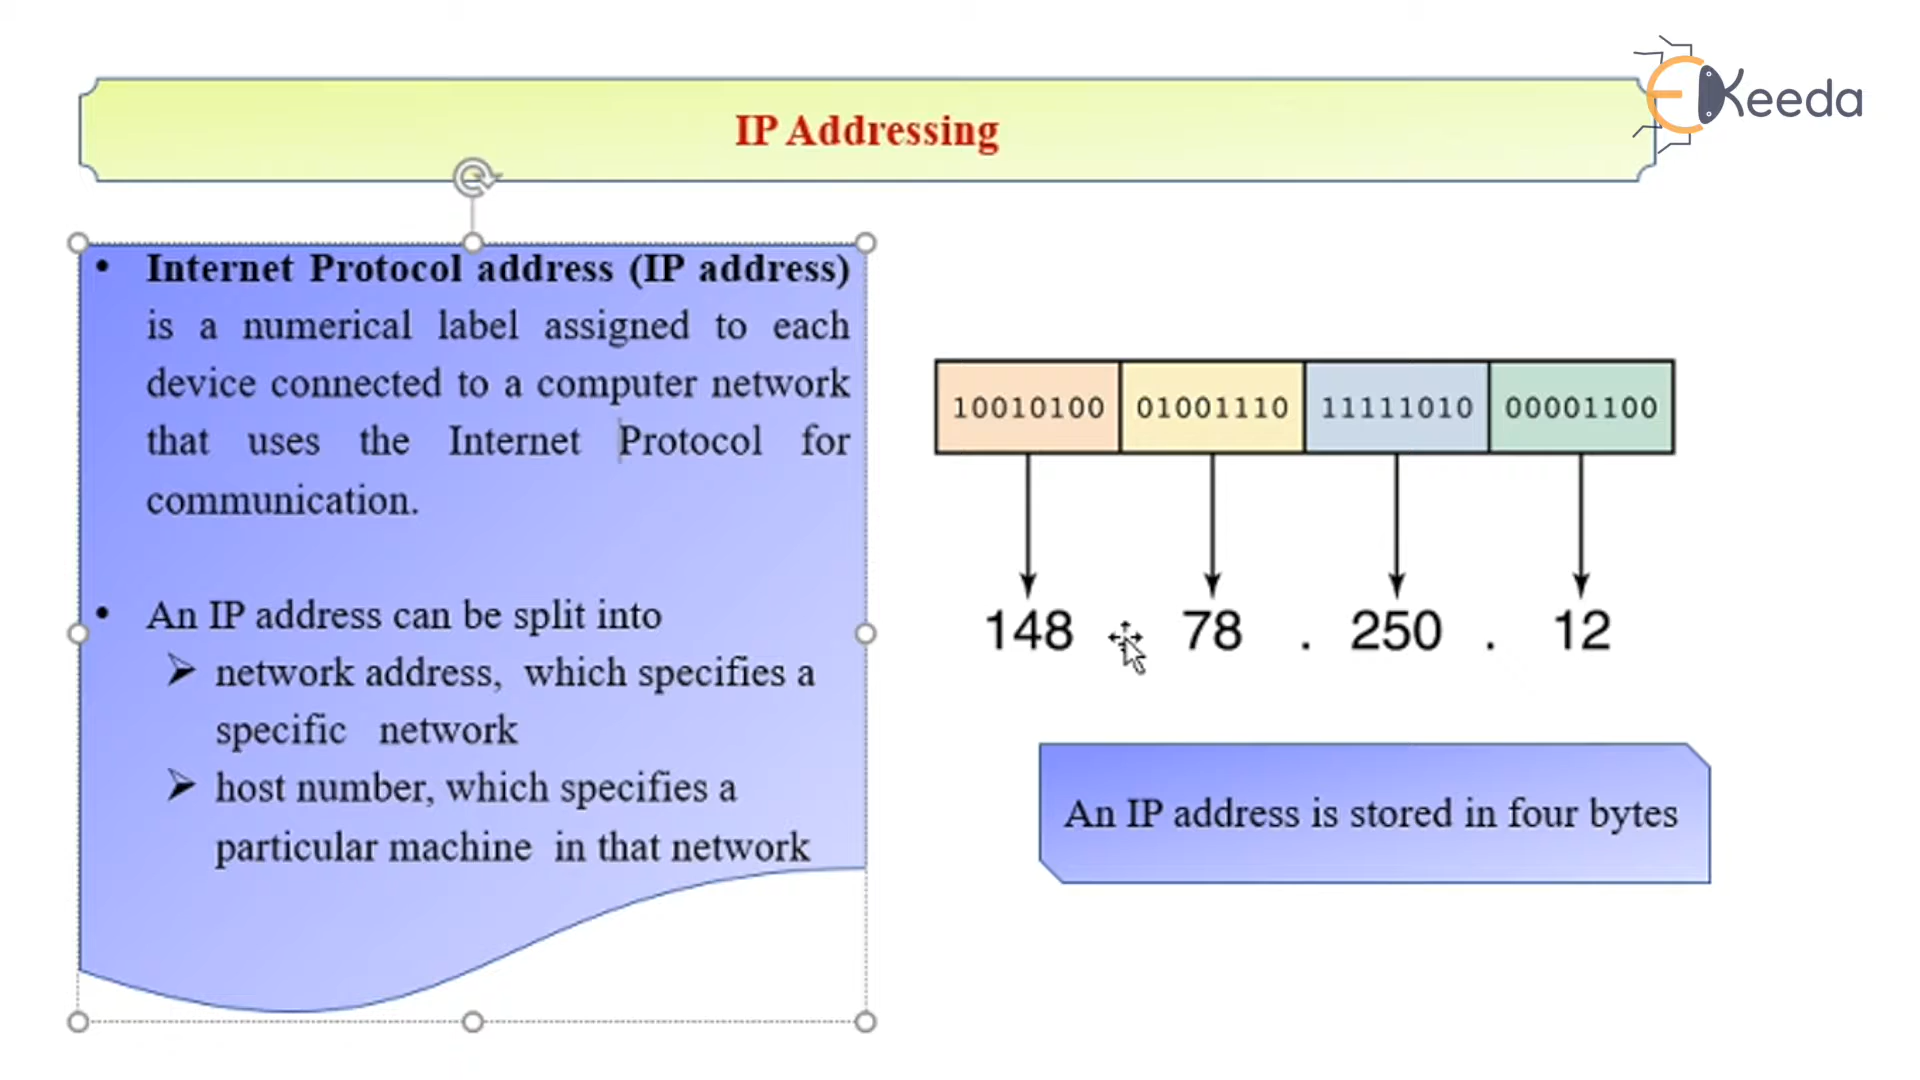 EKeeda
IP Addressing
• Internet Protocol address (IP address)
is a numerical label assigned to each
device connected to a computer network
that uses the Internet Protocol for
communication.
• An IP address can be split into
➢ network address, which specifies a
specific network
➢ host number, which specifies a
particular machine in that network
10010100 01001110 11111010 00001100
148 78 . 250 . 12
An IP address is stored in four bytes